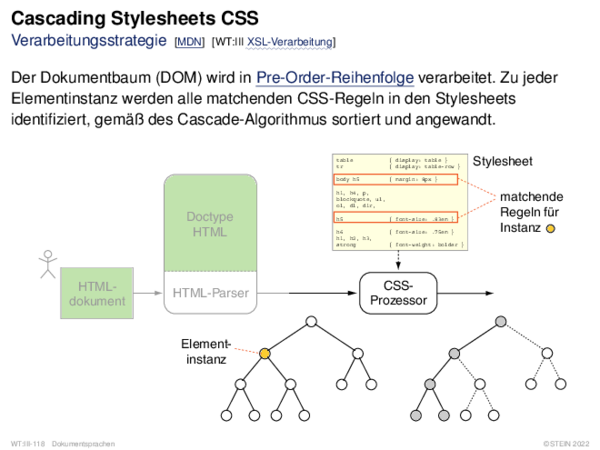 Cascading Stylesheets CSS
Verarbeitungsstrategie [MDN] [WT:III XSL-Verarbeitung]
Der Dokumentbaum (DOM) wird in Pre-Order-Reihenfolge verarbeitet. Zu jeder
Elementinstanz werden alle matchenden CSS-Regeln in den Stylesheets
identifiziert, gemäß des Cascade-Algorithmus sortiert und angewandt.
Stylesheet
table { display: table }
tr { display: table-row }
body h5 { margin: 4px }
h1, h4, p,
blockquote, ul,
ol, dl, dir,
h5 { font-size: .83em }
h6 { font-size: .75em }
h1, h2, h3,
strong { font-weight: bolder }
matchende
Regeln für
Instanz
Doctype
HTML
HTML-
dokument
HTML-Parser
CSS-
Prozessor
Element-
instanz
WT:III-118 Dokumentsprachen
©STEIN 2022